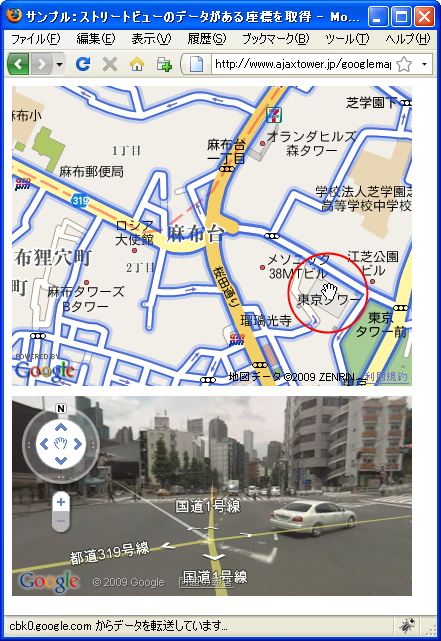 サンプル：ストリートビューのデータがある座標を取得 - Mo...
ファイル(F) 編集(E) 表示(V) 履歴(S) ブックマーク(B) ツール(T) ヘルプ(H)
http://www.ajaxtower.jp/googlemap
芝学園下
麻布小
1丁目
麻布台
一丁目
オランダヒルズ
森タワー
麻布郵便局
学校法人芝学園芝
高等学校中学校
319
ロシア
大使館
麻布台
布狸穴町
2丁目
メソニック
38MTビル
江芝公園
ビル
町
麻布タワーズ
Bタワー
桜田通り
東京タワー
瑠璃光寺
東京
タワー前
POWERED BY
Google
地図データ ©2009 ZENRIN - 利用規約
N
国道1号線
都道319号線
国道1号線
Google © 2009 Google
cbk0.google.com からデータを転送しています...